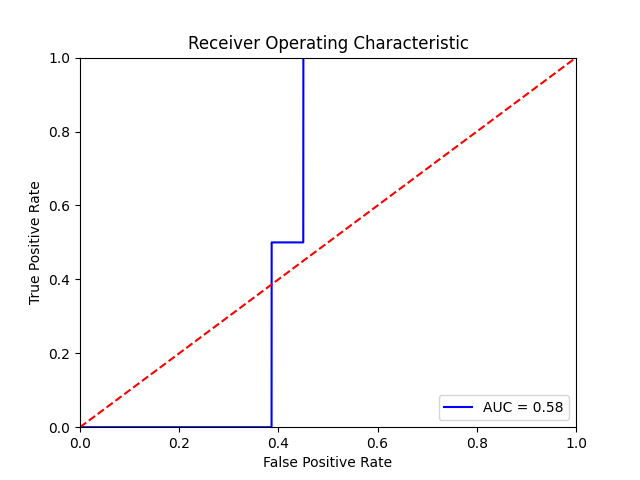 Receiver Operating Characteristic
True Positive Rate
1.0
0.8
0.6
0.4
0.2
0.0
AUC = 0.58
0.0 0.2 0.4 0.6 0.8 1.0
False Positive Rate